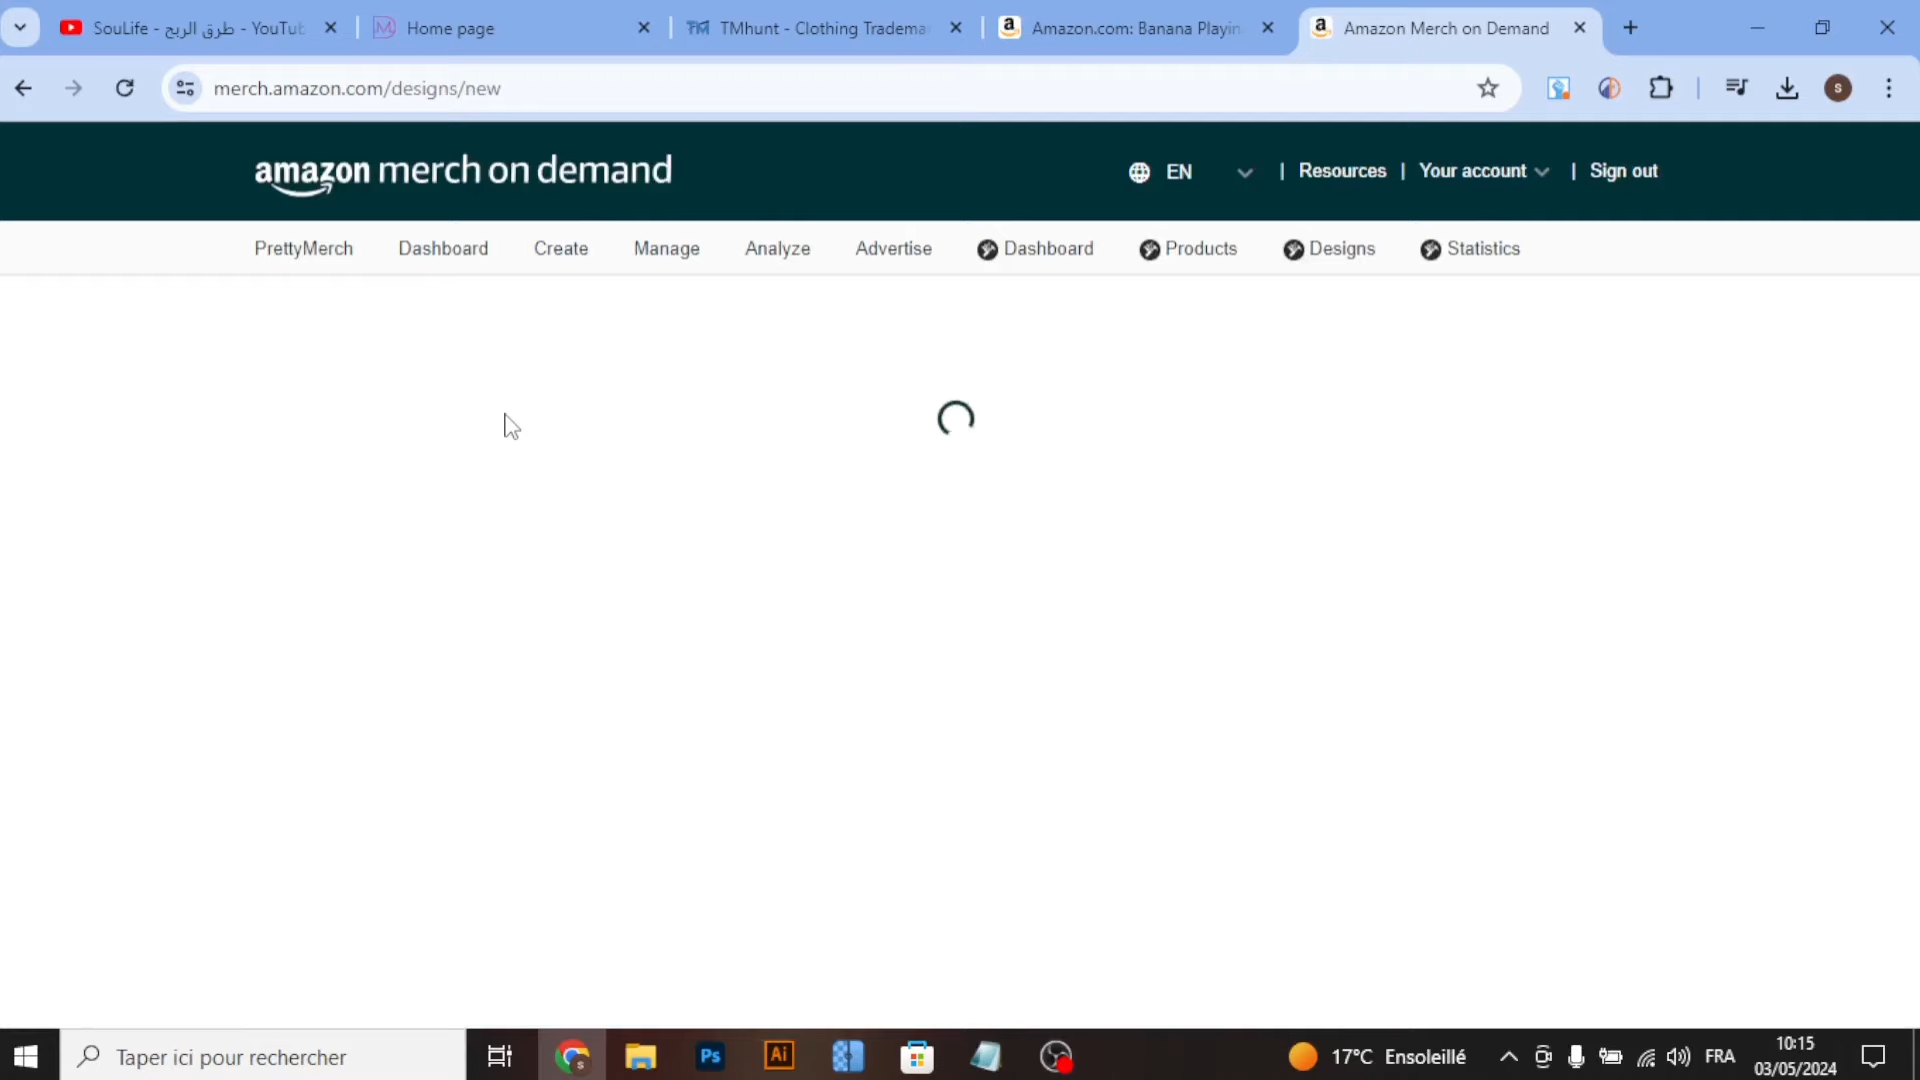 SouLife - طرق الربح - YouTub
Home page
TMhunt - Clothing Tradema
Amazon.com: Banana Playin
Amazon Merch on Demand
merch.amazon.com/designs/new
S
amazon merch on demand
EN
| Resources | Your account | Sign out
PrettyMerch Dashboard Create Manage Analyze Advertise Dashboard Products Designs Statistics
Taper ici pour rechercher
Ps
Ai
17°C Ensoleillé
FRA
10:15
03/05/2024